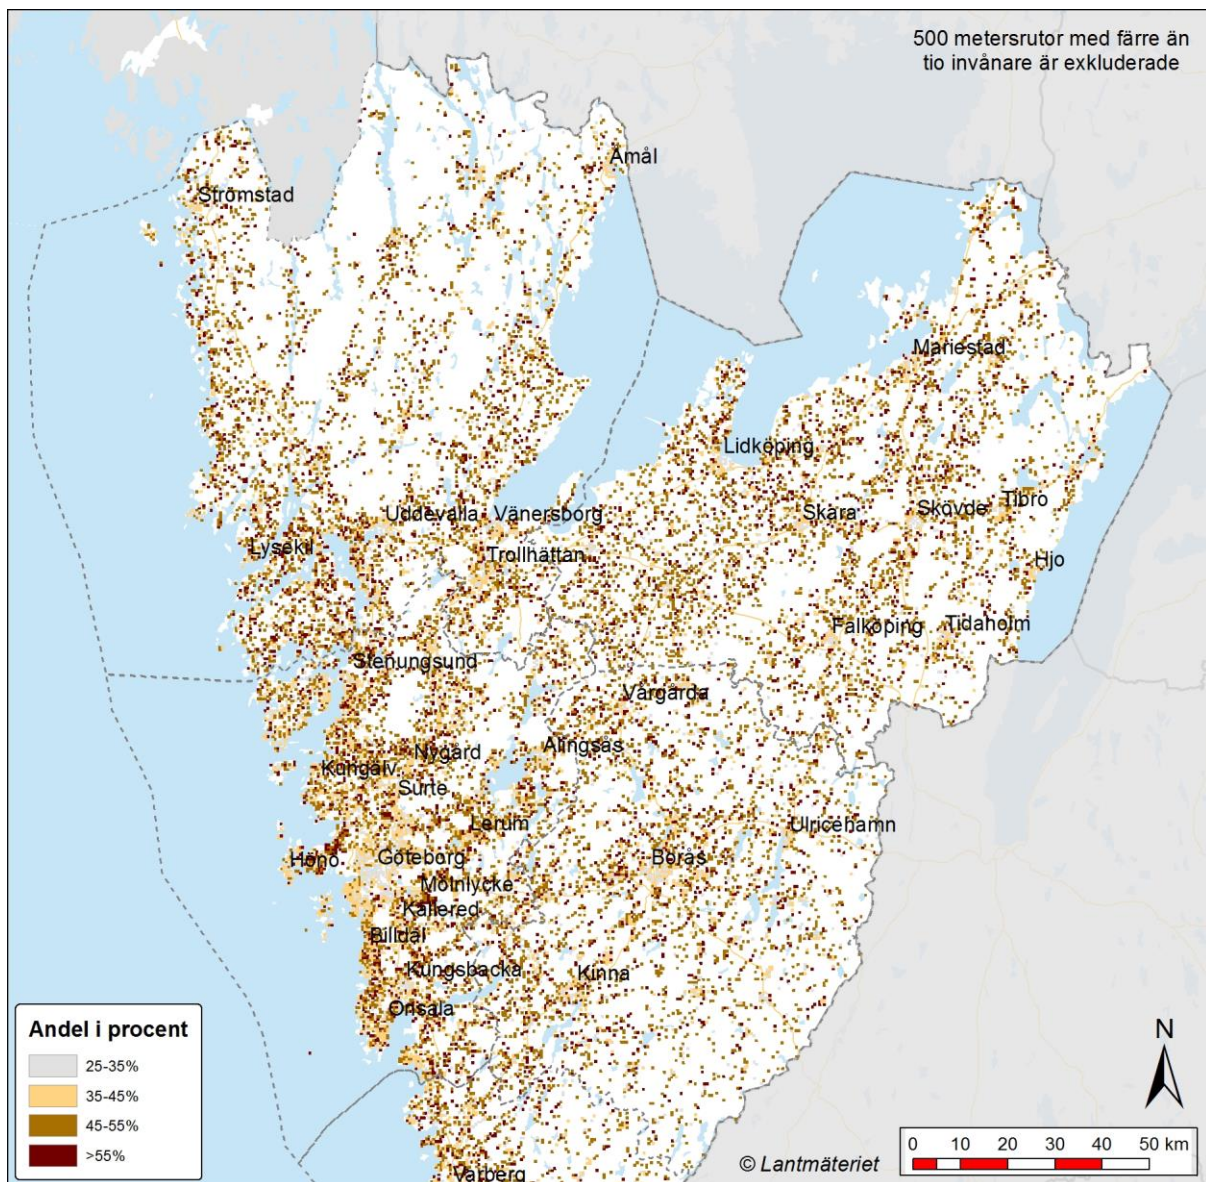 500 metersrutor med färre än
tio invånare är exkluderade
Åmål
Strömstad
Mariestad
Lidköping
Uddevalla
Vänersborg
Skara
Skövde
Tibro
Lysekil
Trollhättan
Hjo
Falköping
Tidaholm
Stenungsund
Vårgårda
Nygård
Alingsås
Kungälv
Surte
Lerum
Ulricehamn
Hönö
Göteborg
Borås
Mölnlycke
Kållered
Billdal
Kungsbacka
Kinna
Onsala
Varberg
Andel i procent
25-35%
35-45%
45-55%
>55%
N
0 10 20 30 40 50 km
© Lantmäteriet